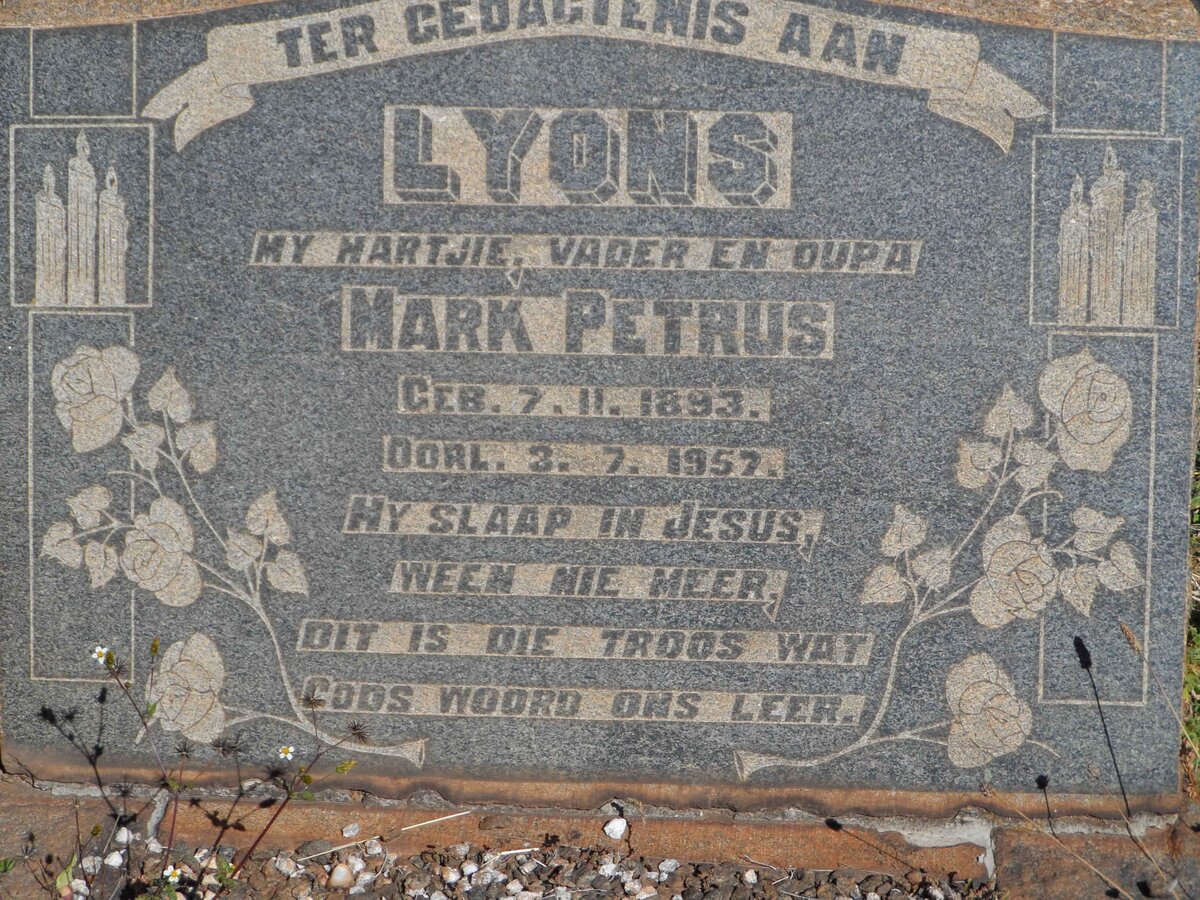 TER GEDAGTENIS AAN
LYONS
MY HARTJIE, VADER EN OUPA
MARK PETRUS
GEB. 7. 11. 1893.
OORL. 3. 7. 1957.
HY SLAAP IN JESUS,
WEEN NIE MEER,
DIT IS DIE TROOS WAT
GODS WOORD ONS LEER.